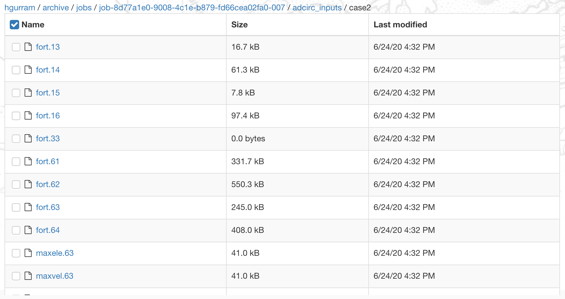 hgurram / archive / jobs / job-8d77a1e0-9008-4c1e-b879-fd66cea02fa0-007 / adcirc_inputs / case2
Name Size Last modified
fort.13 16.7 kB 6/24/20 4:32 PM
fort.14 61.3 kB 6/24/20 4:32 PM
fort.15 7.8 kB 6/24/20 4:32 PM
fort.16 97.4 kB 6/24/20 4:32 PM
fort.33 0.0 bytes 6/24/20 4:32 PM
fort.61 331.7 kB 6/24/20 4:32 PM
fort.62 550.3 kB 6/24/20 4:32 PM
fort.63 245.0 kB 6/24/20 4:32 PM
fort.64 408.0 kB 6/24/20 4:32 PM
maxele.63 41.0 kB 6/24/20 4:32 PM
maxvel.63 41.0 kB 6/24/20 4:32 PM